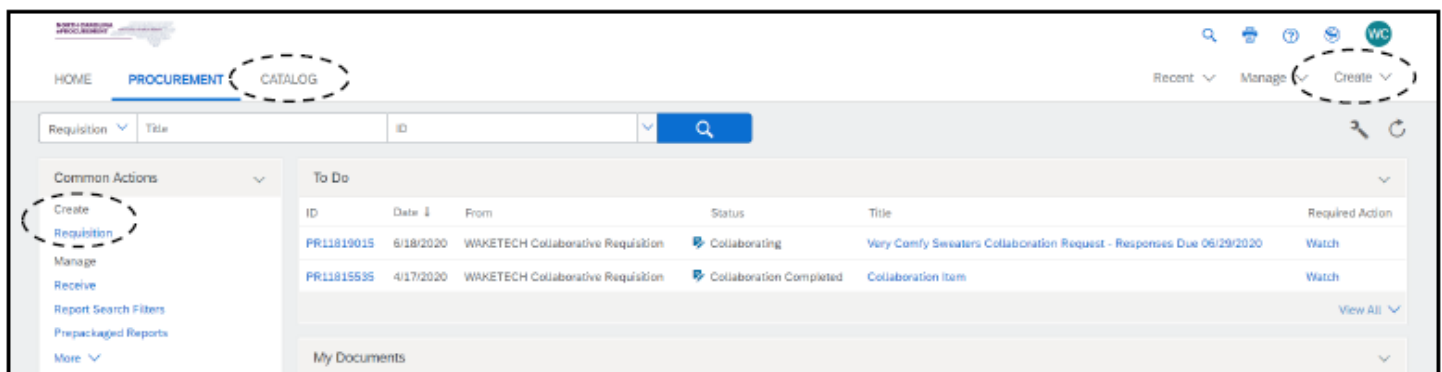 NORTH CAROLINA
ePROCUREMENT
WC
HOME PROCUREMENT CATALOG Recent Manage Create
Requisition Title ID
Common Actions
Create
Requisition
Manage
Receive
Report Search Filters
Prepackaged Reports
More
To Do
ID Date From Status Title Required Action
PR11819015 6/18/2020 WAKETECH Collaborative Requisition Collaborating Very Comfy Sweaters Collaboration Request - Responses Due 06/29/2020 Watch
PR11815535 4/17/2020 WAKETECH Collaborative Requisition Collaboration Completed Collaboration Item Watch
View All
My Documents